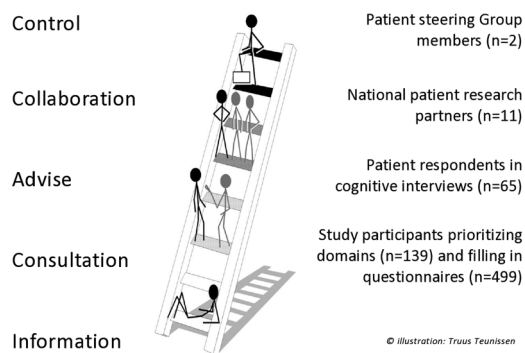 Control
Patient steering Group
members (n=2)
Collaboration
National patient research
partners (n=11)
Advise
Patient respondents in
cognitive interviews (n=65)
Consultation
Study participants prioritizing
domains (n=139) and filling in
questionnaires (n=499)
Information
© illustration: Truus Teunissen